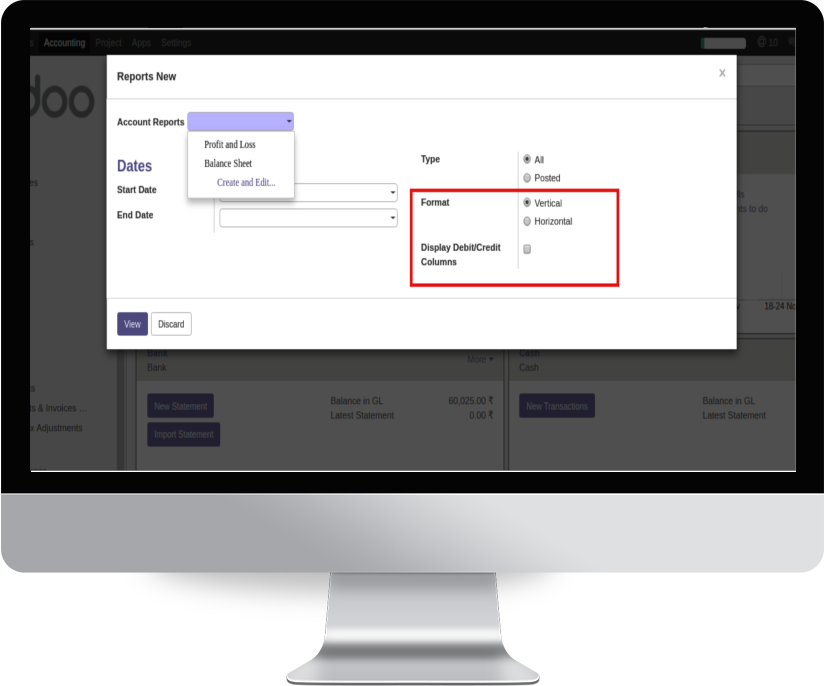 s Accounting Project Apps Settings 10
Reports New X
doo
Account Reports
Profit and Loss
Balance Sheet
Create and Edit...
Dates
Start Date
End Date
Type
All
Posted
Format
Vertical
Horizontal
Display Debit/Credit
Columns
View Discard
18-24 No
Bank
Bank
More
Cash
Cash
New Statement
Import Statement
Balance in GL 60,025.00 ₹
Latest Statement 0.00 ₹
New Transactions
Balance in GL
Latest Statement
ts & Invoices ...
x Adjustments
nts to do